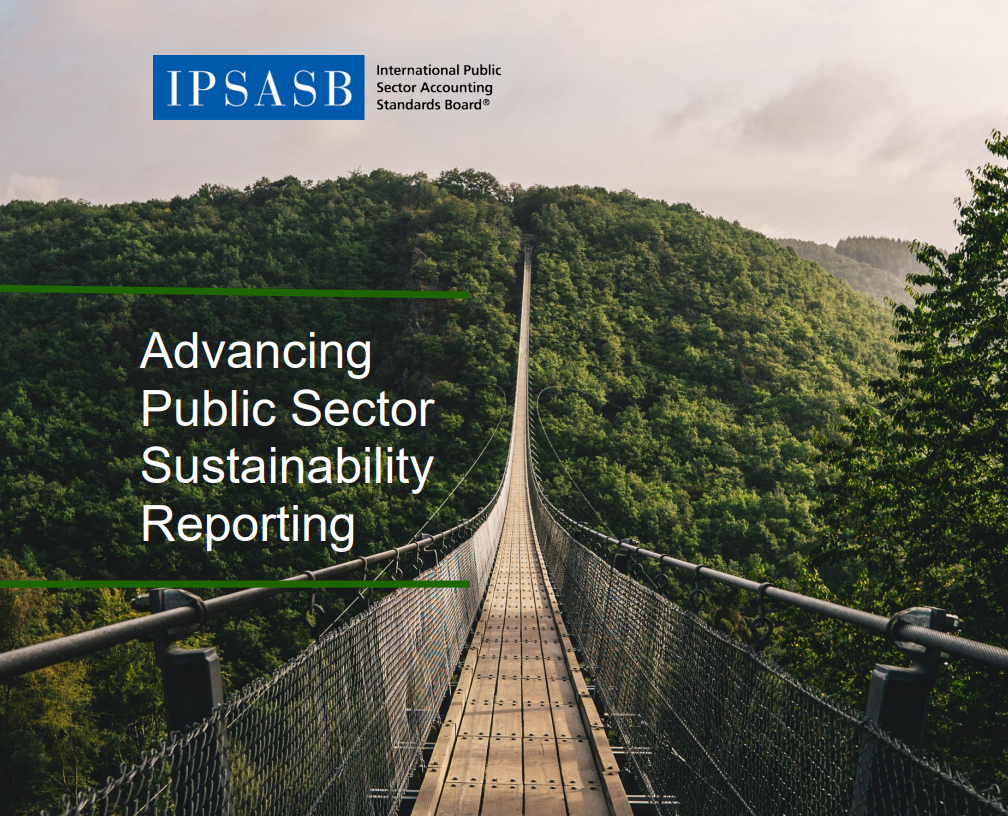 IPSASB
International Public
Sector Accounting
Standards Board®
Advancing
Public Sector
Sustainability
Reporting